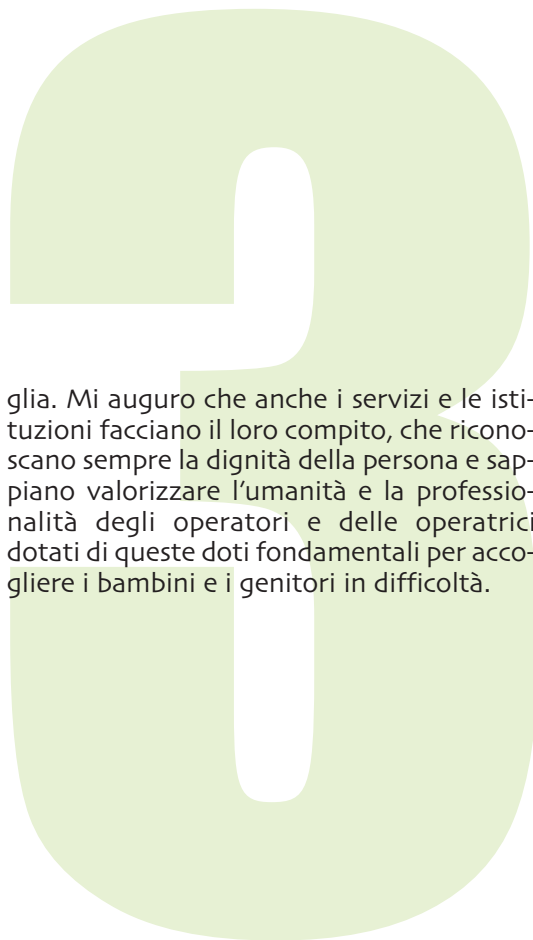 3
glia. Mi auguro che anche i servizi e le isti-
tuzioni facciano il loro compito, che ricono-
scano sempre la dignità della persona e sap-
piano valorizzare l'umanità e la professio-
nalità degli operatori e delle operatrici
dotati di queste doti fondamentali per acco-
gliere i bambini e i genitori in difficoltà.